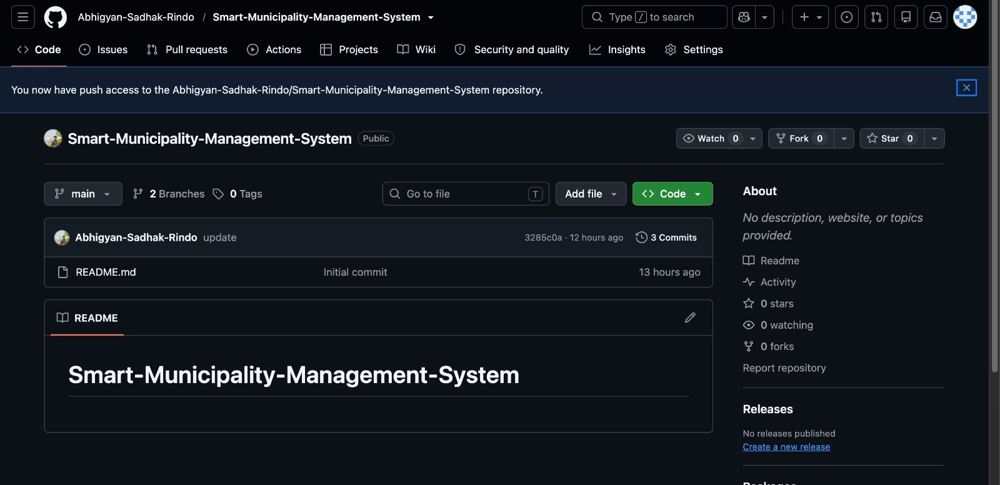 Abhigyan-Sadhak-Rindo / Smart-Municipality-Management-System
Type / to search
Code Issues Pull requests Actions Projects Wiki Security and quality Insights Settings
You now have push access to the Abhigyan-Sadhak-Rindo/Smart-Municipality-Management-System repository.
Smart-Municipality-Management-System Public
Watch 0 Fork 0 Star 0
main 2 Branches 0 Tags
Go to file T Add file Code
Abhigyan-Sadhak-Rindo update 3285c0a · 12 hours ago 3 Commits
README.md Initial commit 13 hours ago
README
Smart-Municipality-Management-System
About
No description, website, or topics
provided.
Readme
Activity
0 stars
0 watching
0 forks
Report repository
Releases
No releases published
Create a new release
Packages